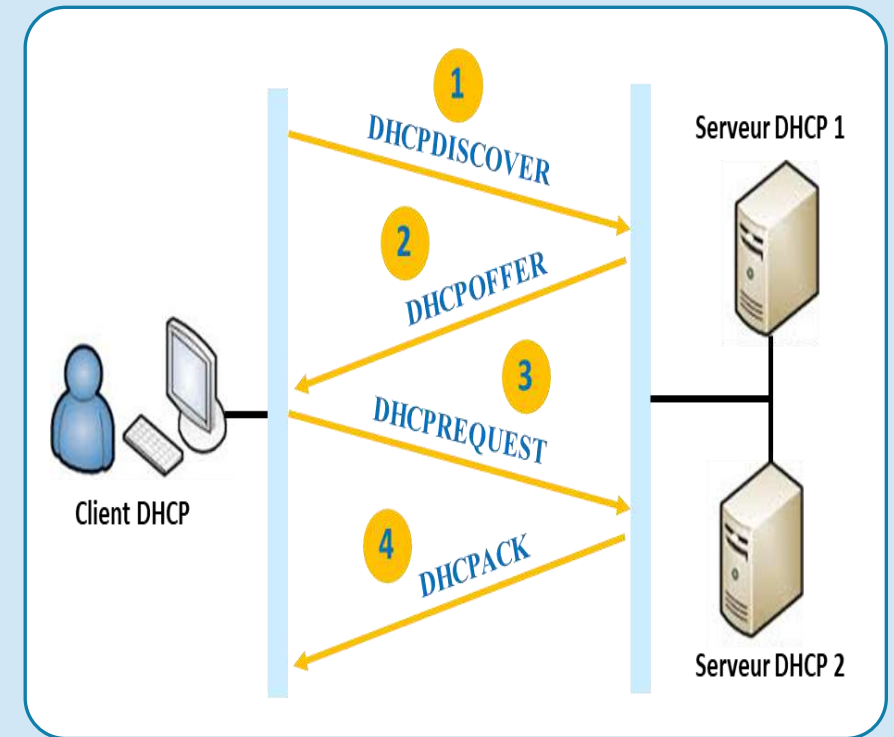 1
DHCPDISCOVER
Serveur DHCP 1
2
DHCPOFFER
3
DHCPREQUEST
Client DHCP
4
DHCPACK
Serveur DHCP 2